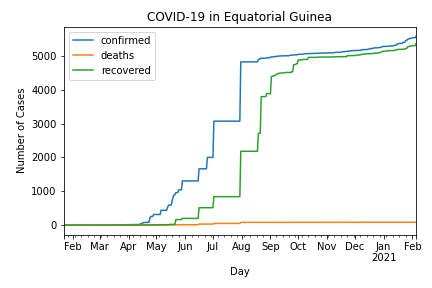 COVID-19 in Equatorial Guinea
confirmed
deaths
recovered
Number of Cases
5000
4000
3000
2000
1000
0
Feb Mar Apr May Jun Jul Aug Sep Oct Nov Dec Jan Feb
2021
Day